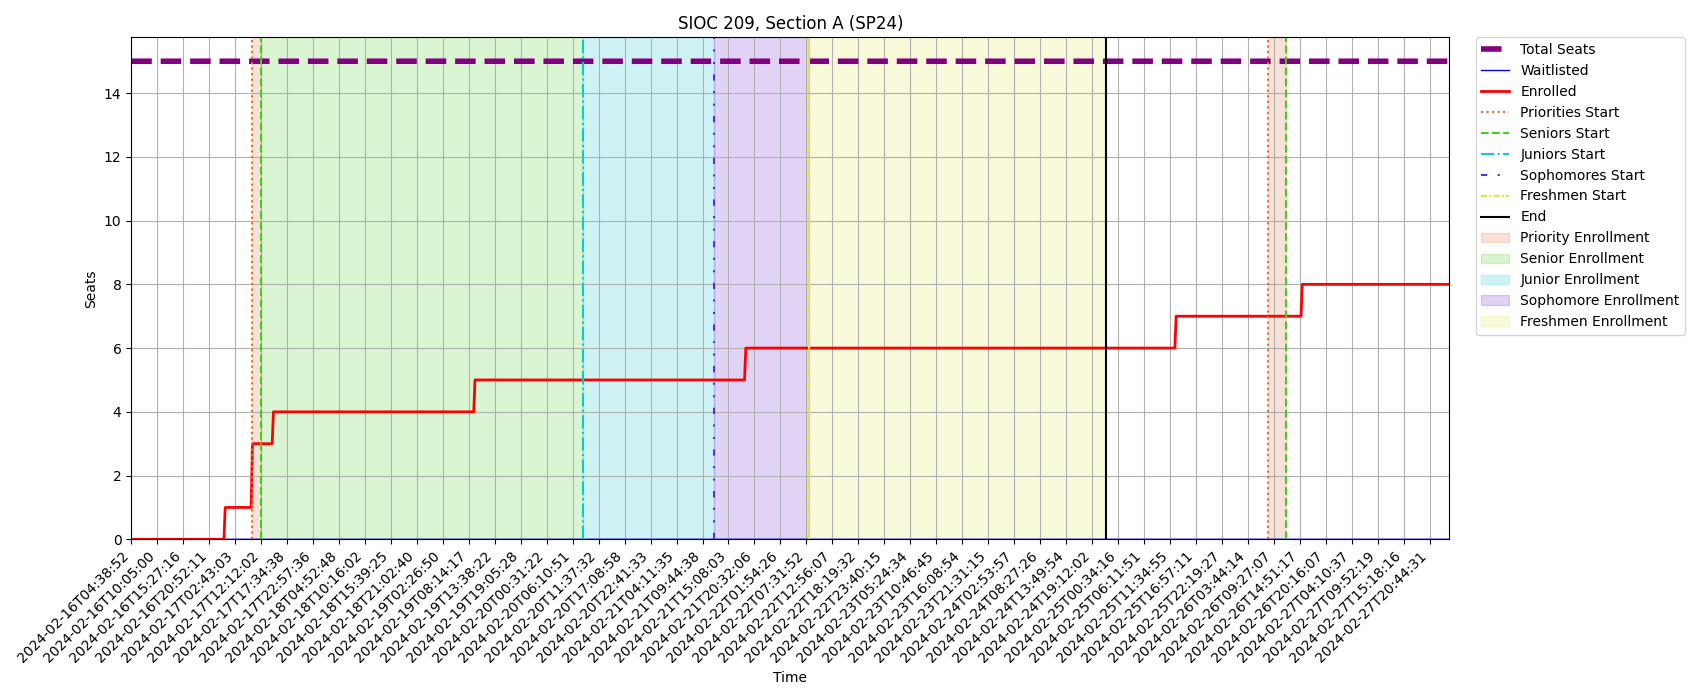 SIOC 209, Section A (SP24)
Seats
14
12
10
8
6
4
2
0
2024-02-16T04:38:52
2024-02-16T10:05:00
2024-02-16T15:27:16
2024-02-16T20:52:11
2024-02-17T02:43:03
2024-02-17T12:12:02
2024-02-17T17:34:38
2024-02-17T22:57:36
2024-02-18T04:52:48
2024-02-18T10:16:02
2024-02-18T15:39:25
2024-02-18T21:02:40
2024-02-19T02:26:50
2024-02-19T08:14:17
2024-02-19T13:38:22
2024-02-19T19:05:28
2024-02-20T00:31:22
2024-02-20T06:10:51
2024-02-20T11:37:32
2024-02-20T17:08:58
2024-02-20T22:41:33
2024-02-21T04:11:35
2024-02-21T09:44:38
2024-02-21T15:08:03
2024-02-21T20:32:06
2024-02-22T01:54:26
2024-02-22T07:31:52
2024-02-22T12:56:07
2024-02-22T18:19:32
2024-02-22T23:40:15
2024-02-23T05:24:34
2024-02-23T10:46:45
2024-02-23T16:08:54
2024-02-23T21:31:15
2024-02-24T02:53:57
2024-02-24T08:27:26
2024-02-24T13:49:54
2024-02-24T19:12:02
2024-02-25T00:34:16
2024-02-25T06:11:51
2024-02-25T11:34:55
2024-02-25T16:57:11
2024-02-25T22:19:27
2024-02-26T03:44:14
2024-02-26T09:27:07
2024-02-26T14:51:17
2024-02-26T20:16:07
2024-02-27T04:10:37
2024-02-27T09:52:19
2024-02-27T15:18:16
2024-02-27T20:44:31
Time
Total Seats
Waitlisted
Enrolled
Priorities Start
Seniors Start
Juniors Start
Sophomores Start
Freshmen Start
End
Priority Enrollment
Senior Enrollment
Junior Enrollment
Sophomore Enrollment
Freshmen Enrollment